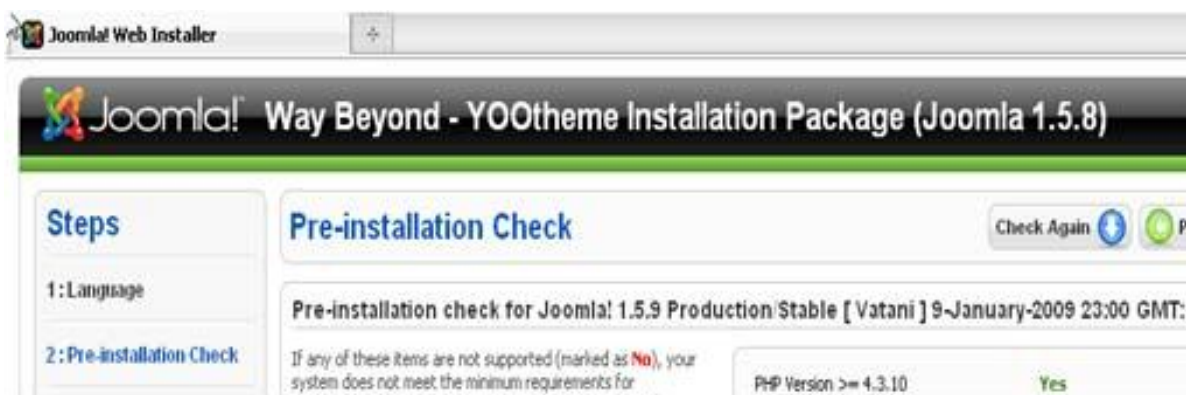 Joomla! Web Installer
Joomla! Way Beyond - YOOtheme Installation Package (Joomla 1.5.8)
Steps
Pre-installation Check
Check Again
1 : Language
Pre-installation check for Joomla! 1.5.9 Production/Stable [ Vatani ] 9-January-2009 23:00 GMT:
2 : Pre-installation Check
If any of these items are not supported (marked as No), your
system does not meet the minimum requirements for
PHP Version >= 4.3.10 Yes